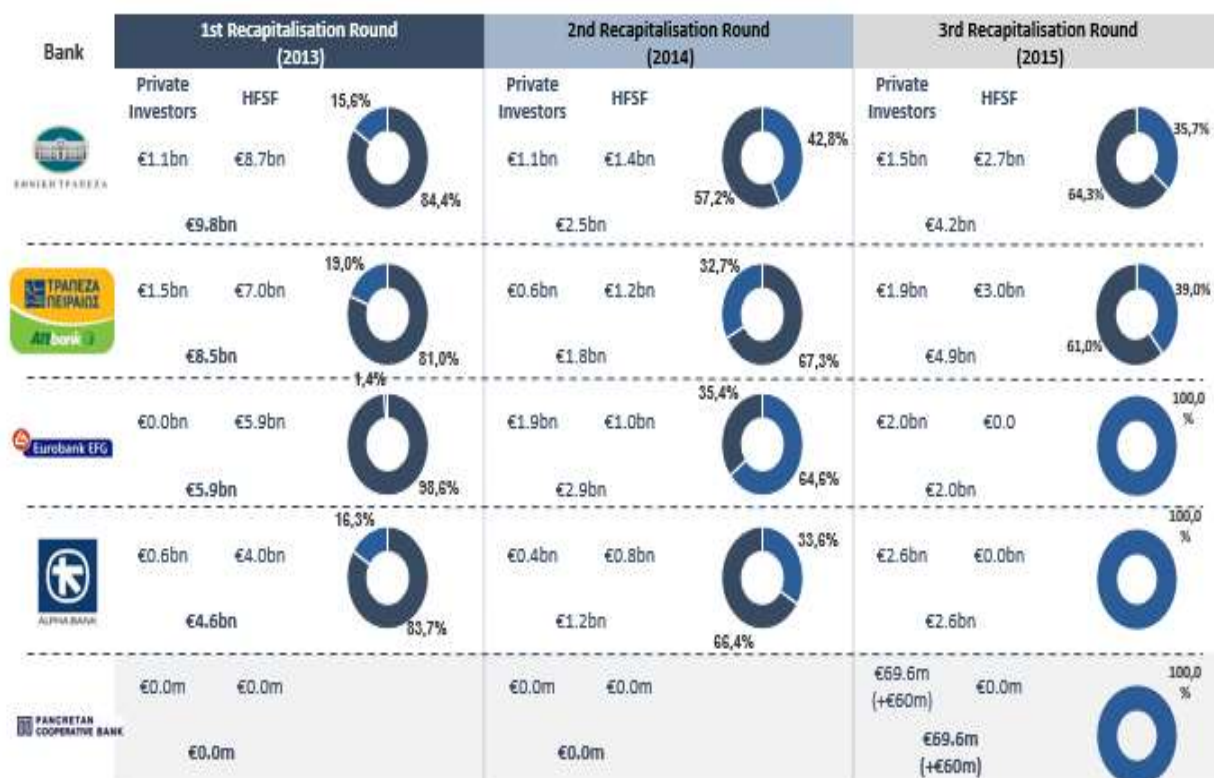 Bank
1st Recapitalisation Round
(2013)
2nd Recapitalisation Round
(2014)
3rd Recapitalisation Round
(2015)
Private
Investors
HFSF
15,6%
Private
Investors
HFSF
Private
Investors
HFSF
ΕΘΝΙΚΗ ΤΡΑΠΕΖΑ
€1.1bn
€8.7bn
84,4%
€9.8bn
€1.1bn
€1.4bn
42,8%
57,2%
€2.5bn
€1.5bn
€2.7bn
35,7%
64,3%
€4.2bn
ΤΡΑΠΕΖΑ
ΠΕΙΡΑΙΩΣ
ATEbank
€1.5bn
€7.0bn
19,0%
81,0%
€8.5bn
€0.6bn
€1.2bn
32,7%
67,3%
€1.8bn
€1.9bn
€3.0bn
39,0%
61,0%
€4.9bn
Eurobank EFG
€0.0bn
€5.9bn
1,4%
98,6%
€5.9bn
€1.9bn
€1.0bn
35,4%
64,6%
€2.9bn
€2.0bn
€0.0
100,0
%
€2.0bn
ALPHA BANK
€0.6bn
€4.0bn
16,3%
83,7%
€4.6bn
€0.4bn
€0.8bn
33,6%
66,4%
€1.2bn
€2.6bn
€0.0bn
100,0
%
€2.6bn
PANCRETAN
COOPERATIVE BANK
€0.0m
€0.0m
€0.0m
€0.0m
€0.0m
€0.0m
€69.6m
(+€60m)
€0.0m
100,0
%
€69.6m
(+€60m)